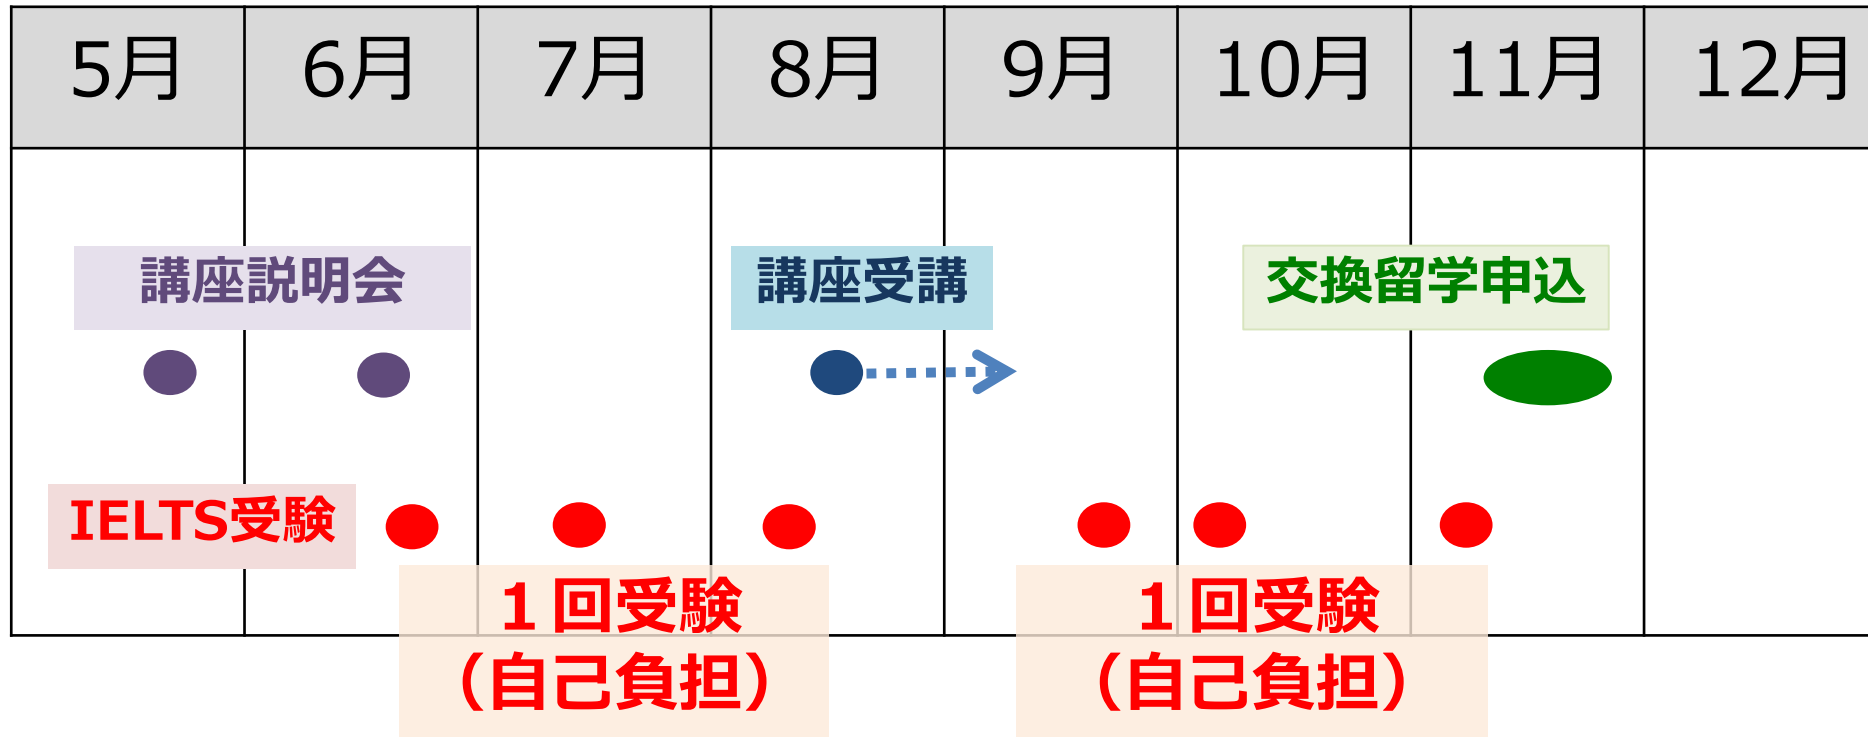 5月 6月 7月 8月 9月 10月 11月 12月
講座説明会 講座受講 交換留学申込
IELTS受験
１回受験 １回受験
（自己負担） （自己負担）